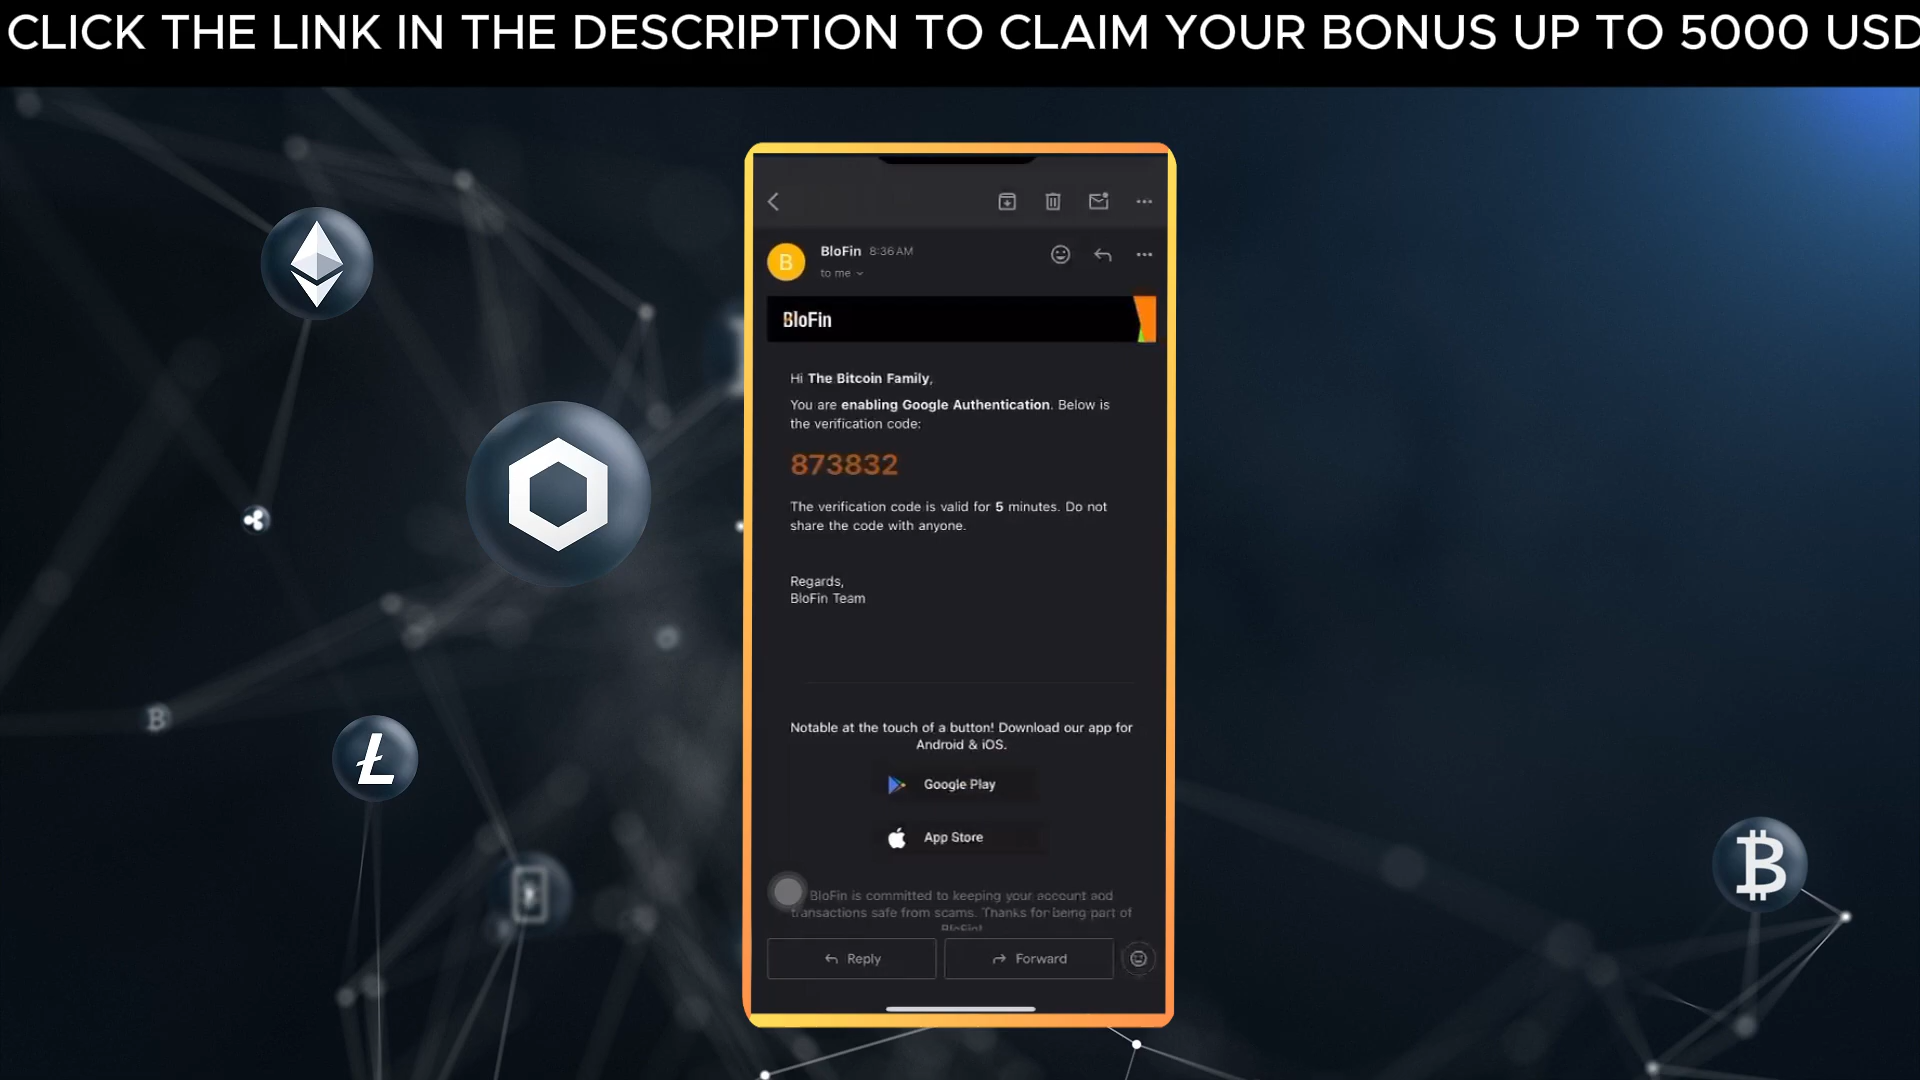 CLICK THE LINK IN THE DESCRIPTION TO CLAIM YOUR BONUS UP TO 5000 USD
B
BloFin 8:36 AM
to me
BloFin
Hi The Bitcoin Family,
You are enabling Google Authentication. Below is
the verification code:
873832
The verification code is valid for 5 minutes. Do not
share the code with anyone.
Regards,
BloFin Team
Notable at the touch of a button! Download our app for
Android & iOS.
Google Play
App Store
BloFin is committed to keeping your account and
transactions safe from scams. Thanks for being part of
BloFin!
Reply
Forward